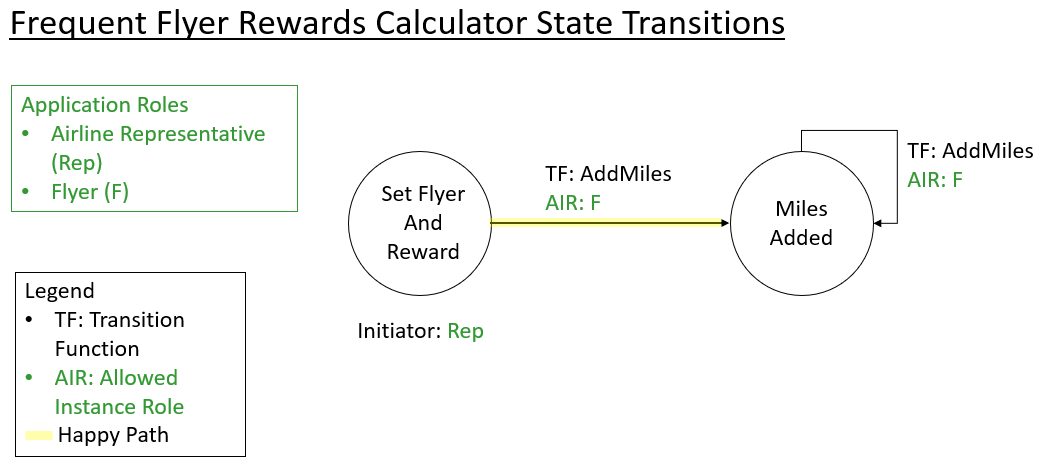 Frequent Flyer Rewards Calculator State Transitions
Application Roles
• Airline Representative
(Rep)
• Flyer (F)
Set Flyer
And
Reward
Initiator: Rep
TF: AddMiles
AIR: F
Miles
Added
TF: AddMiles
AIR: F
Legend
• TF: Transition
Function
• AIR: Allowed
Instance Role
Happy Path